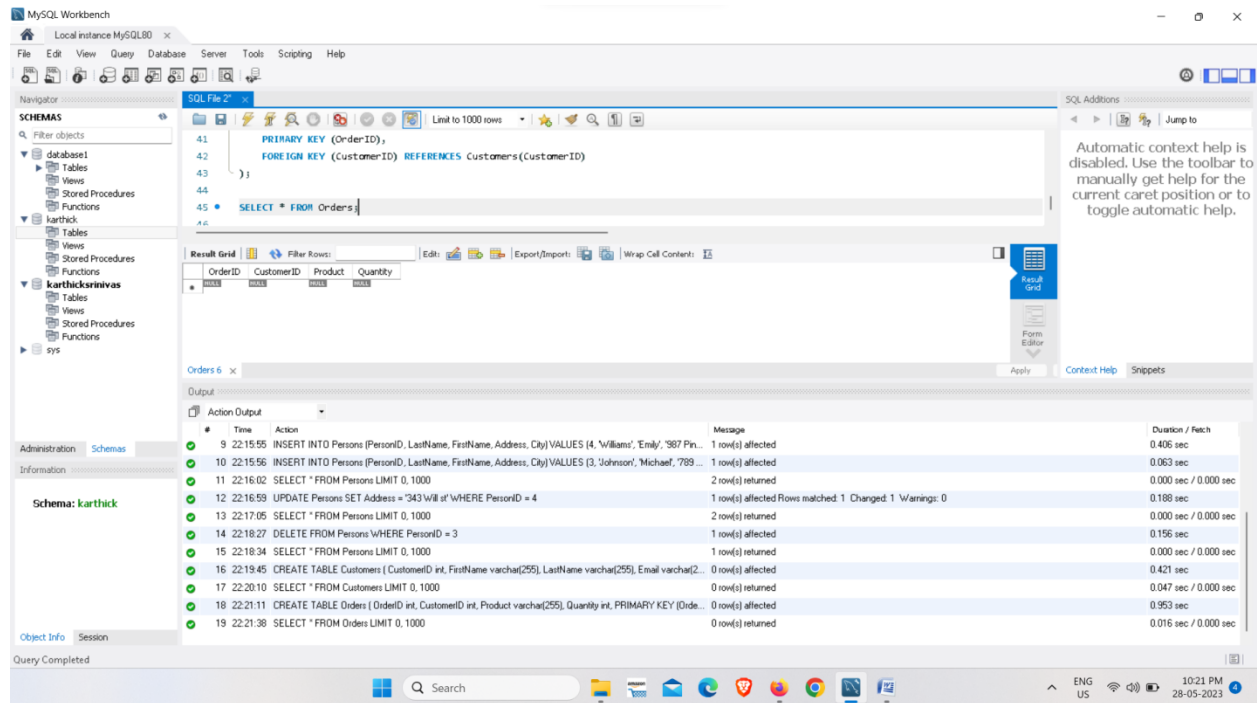 MySQL Workbench
Local instance MySQL80 ×
File Edit View Query Database Server Tools Scripting Help
Navigator
SCHEMAS
Filter objects
database1
Tables
Views
Stored Procedures
Functions
karthick
Tables
Views
Stored Procedures
Functions
karthicksrinivas
Tables
Views
Stored Procedures
Functions
sys
Administration Schemas
Information
Schema: karthick
Object Info Session
SQL File 2* ×
Limit to 1000 rows
41 PRIMARY KEY (OrderID),
42 FOREIGN KEY (CustomerID) REFERENCES Customers(CustomerID)
43 );
44
45 SELECT * FROM Orders;
46
Result Grid Filter Rows: Edit: Export/Import: Wrap Cell Content:
OrderID CustomerID Product Quantity
NULL NULL NULL NULL
Result Grid
Form Editor
Orders 6 × Apply
Output
Action Output
# Time Action Message Duration / Fetch
9 22:15:55 INSERT INTO Persons (PersonID, LastName, FirstName, Address, City) VALUES (4, 'Williams', 'Emily', '987 Pin... 1 row(s) affected 0.406 sec
10 22:15:56 INSERT INTO Persons (PersonID, LastName, FirstName, Address, City) VALUES (3, 'Johnson', 'Michael', '789 ... 1 row(s) affected 0.063 sec
11 22:16:02 SELECT * FROM Persons LIMIT 0, 1000 2 row(s) returned 0.000 sec / 0.000 sec
12 22:16:59 UPDATE Persons SET Address = '343 Will st' WHERE PersonID = 4 1 row(s) affected Rows matched: 1 Changed: 1 Warnings: 0 0.188 sec
13 22:17:05 SELECT * FROM Persons LIMIT 0, 1000 2 row(s) returned 0.000 sec / 0.000 sec
14 22:18:27 DELETE FROM Persons WHERE PersonID = 3 1 row(s) affected 0.156 sec
15 22:18:34 SELECT * FROM Persons LIMIT 0, 1000 1 row(s) returned 0.000 sec / 0.000 sec
16 22:19:45 CREATE TABLE Customers ( CustomerID int, FirstName varchar(255), LastName varchar(255), Email varchar(2... 0 row(s) affected 0.421 sec
17 22:20:10 SELECT * FROM Customers LIMIT 0, 1000 0 row(s) returned 0.047 sec / 0.000 sec
18 22:21:11 CREATE TABLE Orders ( OrderID int, CustomerID int, Product varchar(255), Quantity int, PRIMARY KEY (Orde... 0 row(s) affected 0.953 sec
19 22:21:38 SELECT * FROM Orders LIMIT 0, 1000 0 row(s) returned 0.016 sec / 0.000 sec
SQL Additions
Jump to
Automatic context help is
disabled. Use the toolbar to
manually get help for the
current caret position or to
toggle automatic help.
Context Help Snippets
Query Completed
Search
ENG
US
10:21 PM
28-05-2023
4